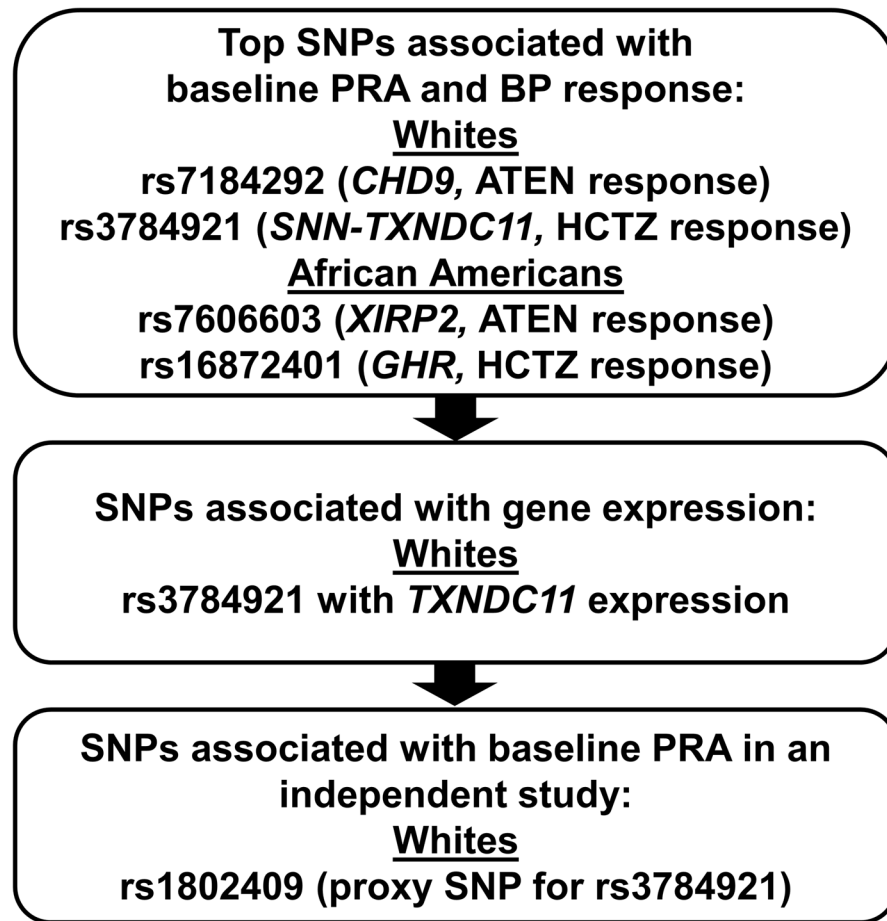 Top SNPs associated with
baseline PRA and BP response:
Whites
rs7184292 (CHD9, ATEN response)
rs3784921 (SNN-TXNDC11, HCTZ response)
African Americans
rs7606603 (XIRP2, ATEN response)
rs16872401 (GHR, HCTZ response)
SNPs associated with gene expression:
Whites
rs3784921 with TXNDC11 expression
SNPs associated with baseline PRA in an
independent study:
Whites
rs1802409 (proxy SNP for rs3784921)